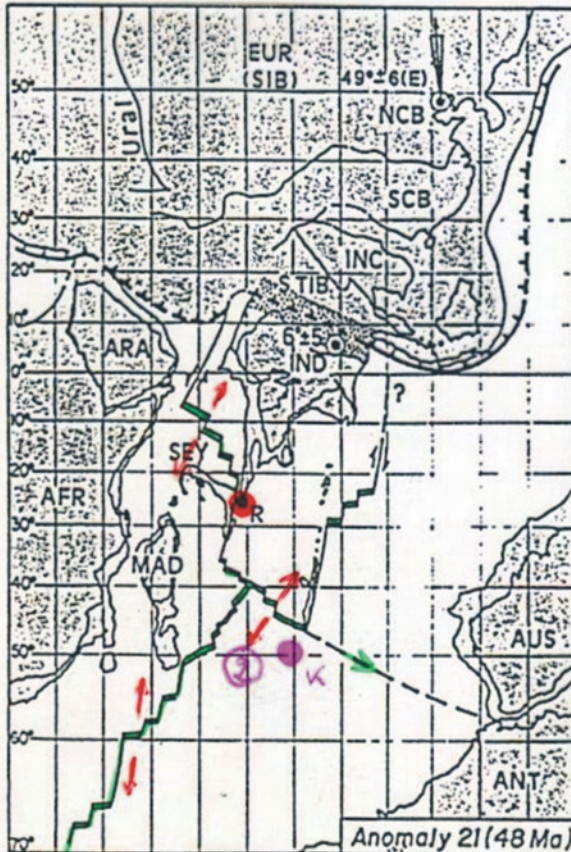 EUR
(SIB)
49°±6(E)
50°
NCB
Ural
40°
SCB
30°
INC
20°
S.TIB
10°
6°±5
ARA
IND
0°
?
10°
SEY
20°
AFR
R
30°
MAD
40°
AUS
50°
2
K
60°
ANT
70°
Anomaly 21 (48 Ma)